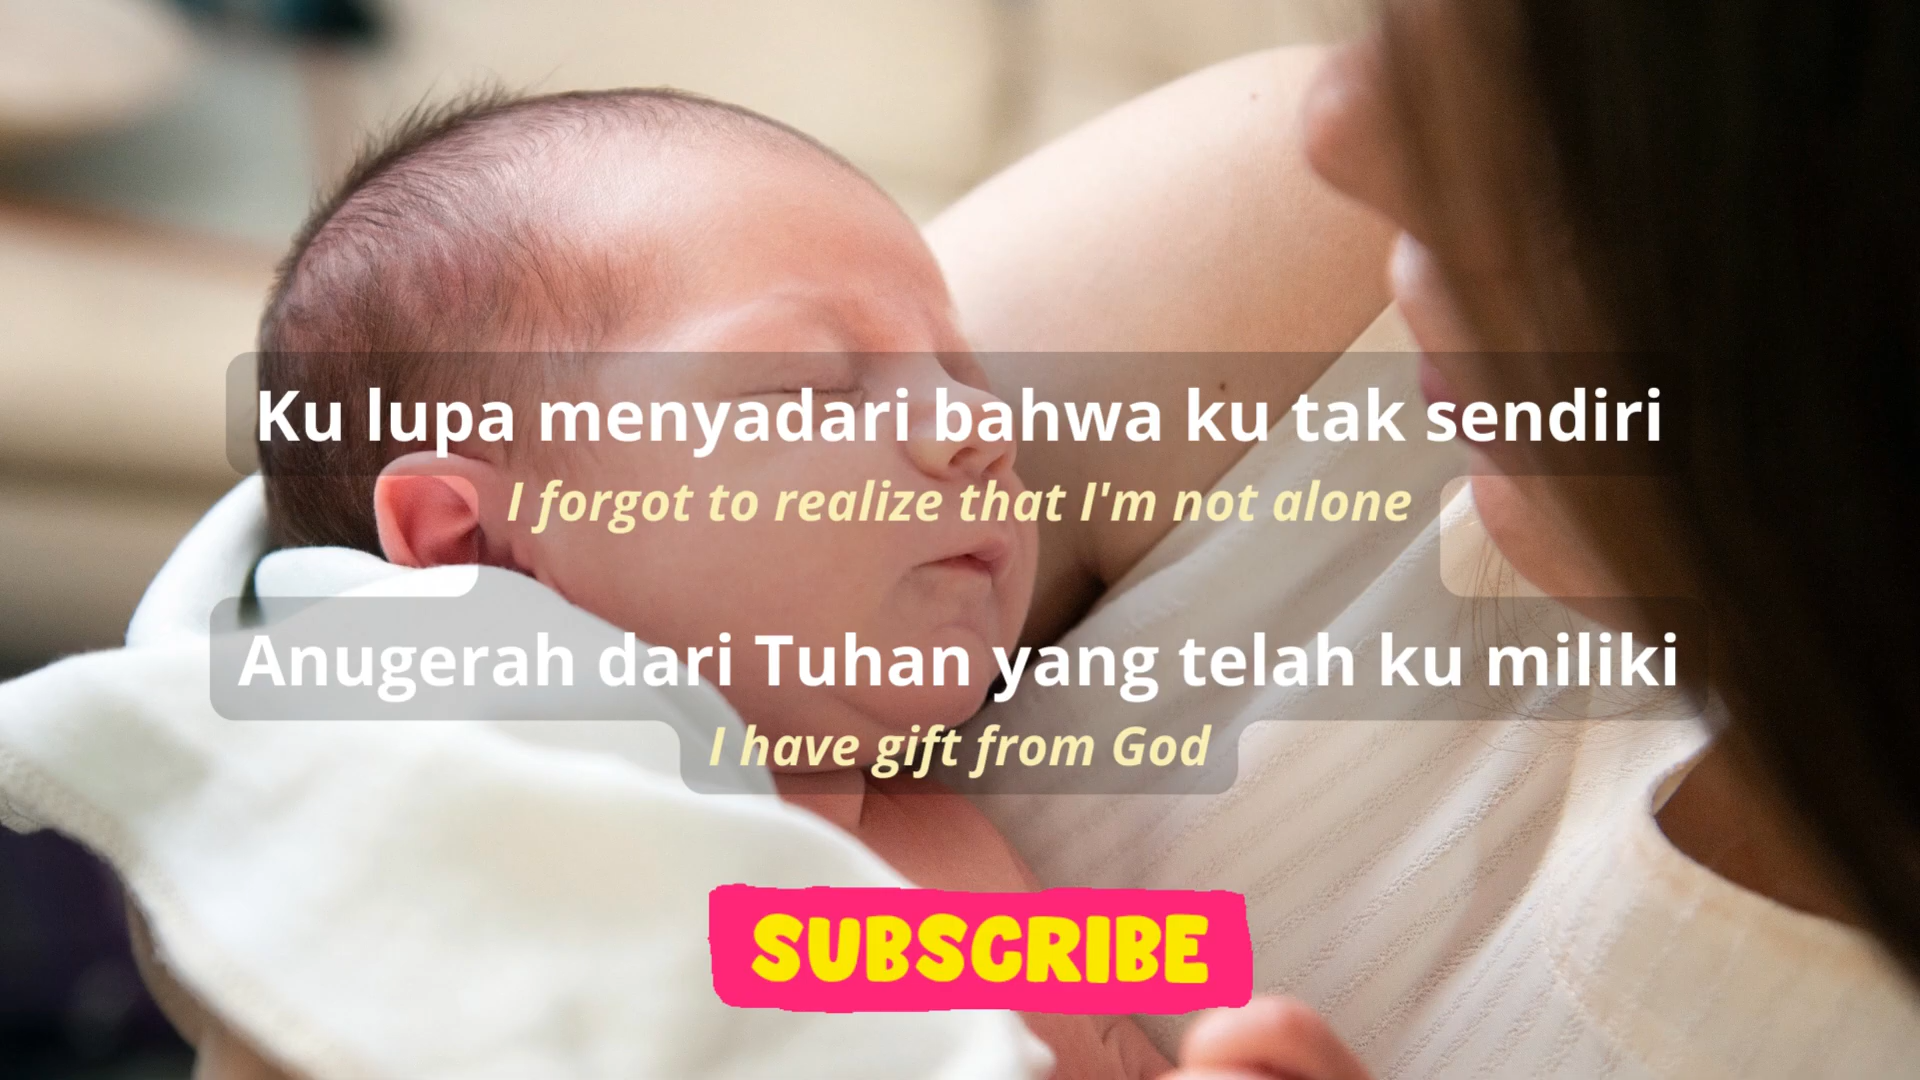 Ku lupa menyadari bahwa ku tak sendiri
I forgot to realize that I'm not alone
Anugerah dari Tuhan yang telah ku miliki
I have gift from God
SUBSCRIBE